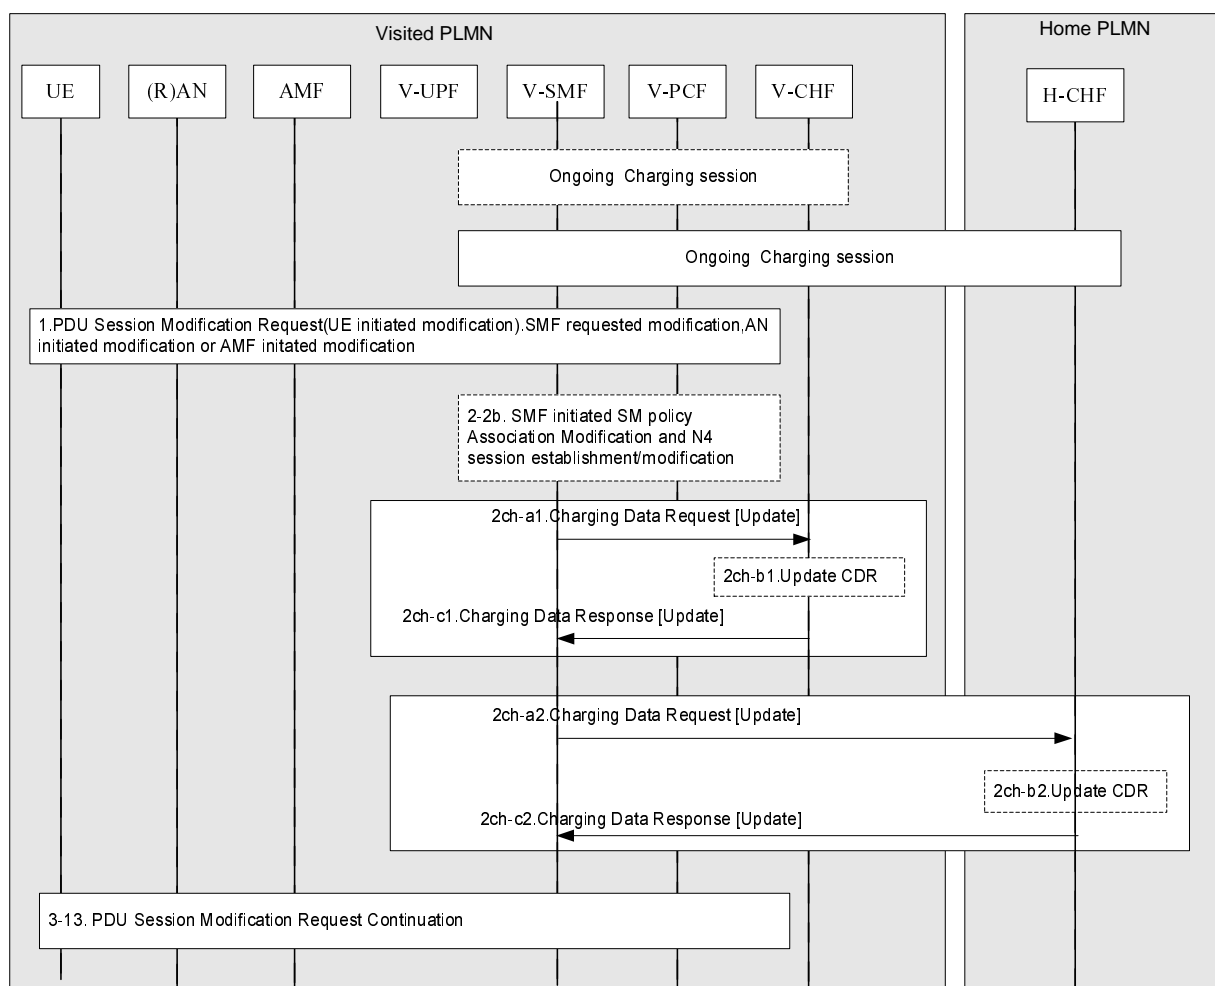 Visited PLMN
Home PLMN
UE
(R)AN
AMF
V-UPF
V-SMF
V-PCF
V-CHF
H-CHF
Ongoing Charging session
Ongoing Charging session
1.PDU Session Modification Request(UE initiated modification).SMF requested modification,AN
initiated modification or AMF initated modification
2-2b. SMF initiated SM policy
Association Modification and N4
session establishment/modification
2ch-a1.Charging Data Request [Update]
2ch-b1.Update CDR
2ch-c1.Charging Data Response [Update]
2ch-a2.Charging Data Request [Update]
2ch-b2.Update CDR
2ch-c2.Charging Data Response [Update]
3-13. PDU Session Modification Request Continuation